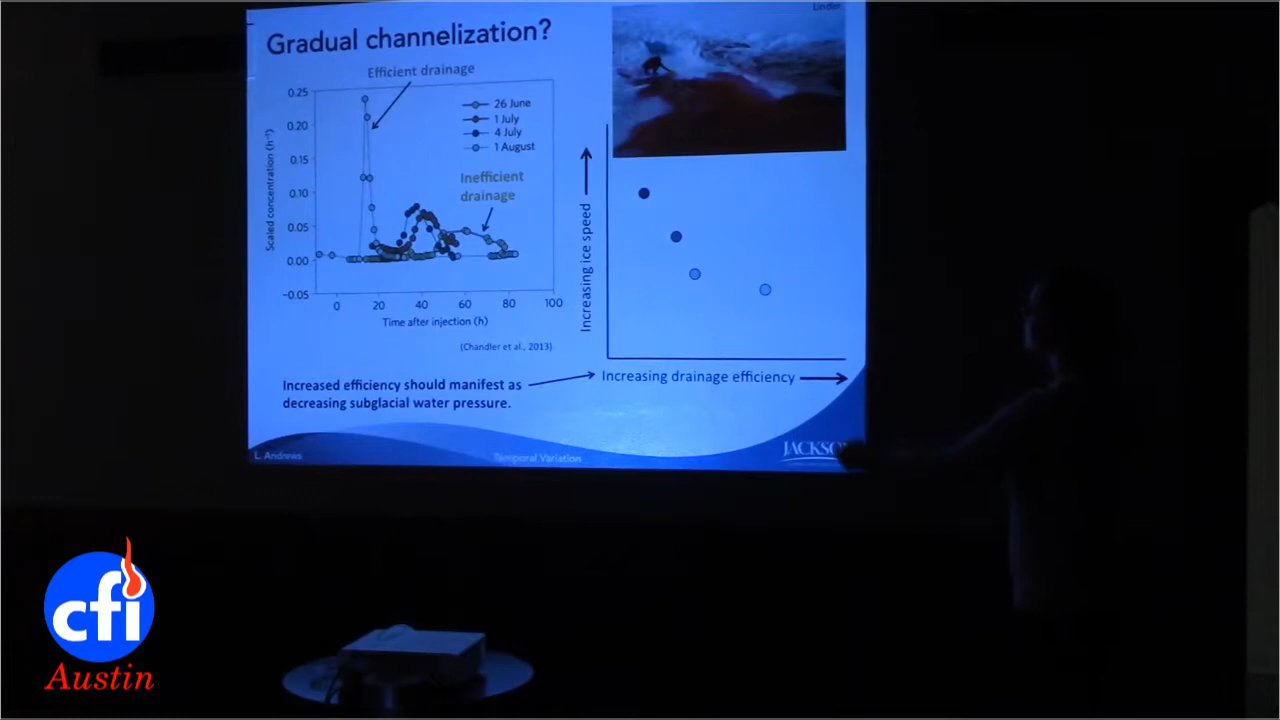 Linder
Gradual channelization?
Efficient drainage
0.25
0.20
0.15
0.10
0.05
0.00
−0.05
Scaled concentration (h⁻¹)
26 June
1 July
4 July
1 August
Inefficient
drainage
0
20
40
60
80
100
Time after injection (h)
(Chandler et al., 2013)
Increasing ice speed
Increasing drainage efficiency
Increased efficiency should manifest as
decreasing subglacial water pressure.
L. Andrews
Temporal Variation
JACKSO
cfi
Austin